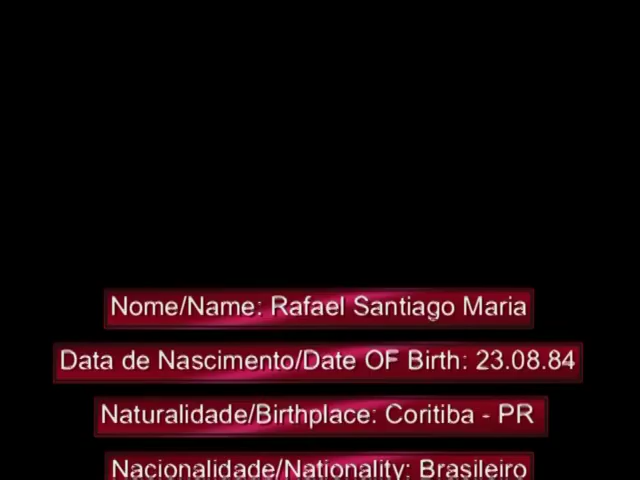 Nome/Name: Rafael Santiago Maria
Data de Nascimento/Date OF Birth: 23.08.84
Naturalidade/Birthplace: Coritiba - PR
Nacionalidade/Nationality: Brasileiro